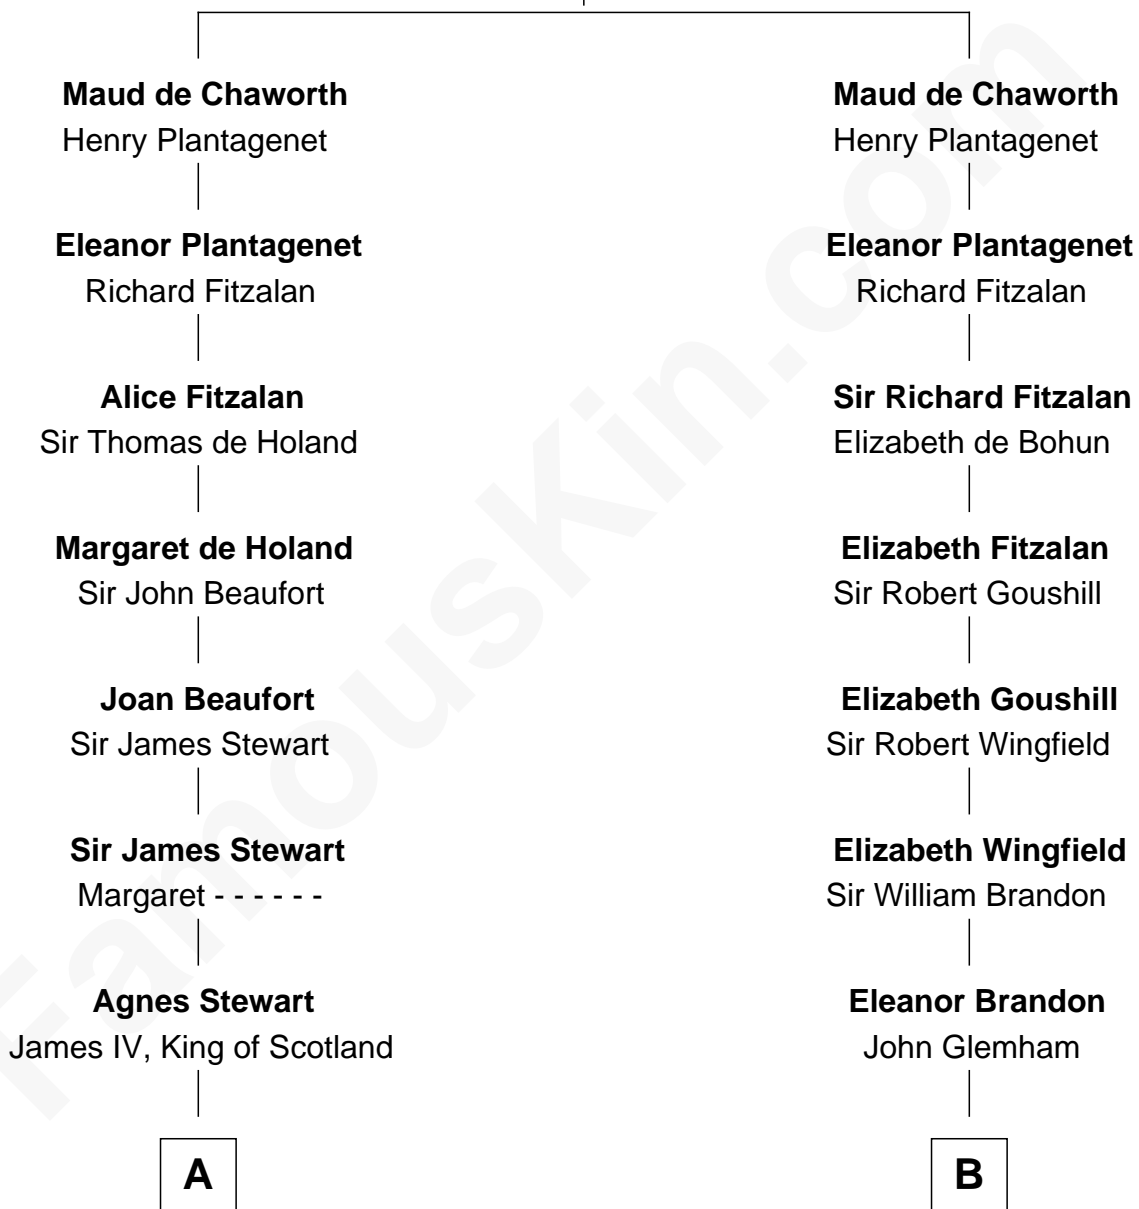 Maud de Chaworth
Henry Plantagenet
Eleanor Plantagenet
Richard Fitzalan
Alice Fitzalan
Sir Thomas de Holand
Margaret de Holand
Sir John Beaufort
Joan Beaufort
Sir James Stewart
Sir James Stewart
Margaret - - - - - -
Agnes Stewart
James IV, King of Scotland
A
Maud de Chaworth
Henry Plantagenet
Eleanor Plantagenet
Richard Fitzalan
Sir Richard Fitzalan
Elizabeth de Bohun
Elizabeth Fitzalan
Sir Robert Goushill
Elizabeth Goushill
Sir Robert Wingfield
Elizabeth Wingfield
Sir William Brandon
Eleanor Brandon
John Glemham
B
FamousKin.com